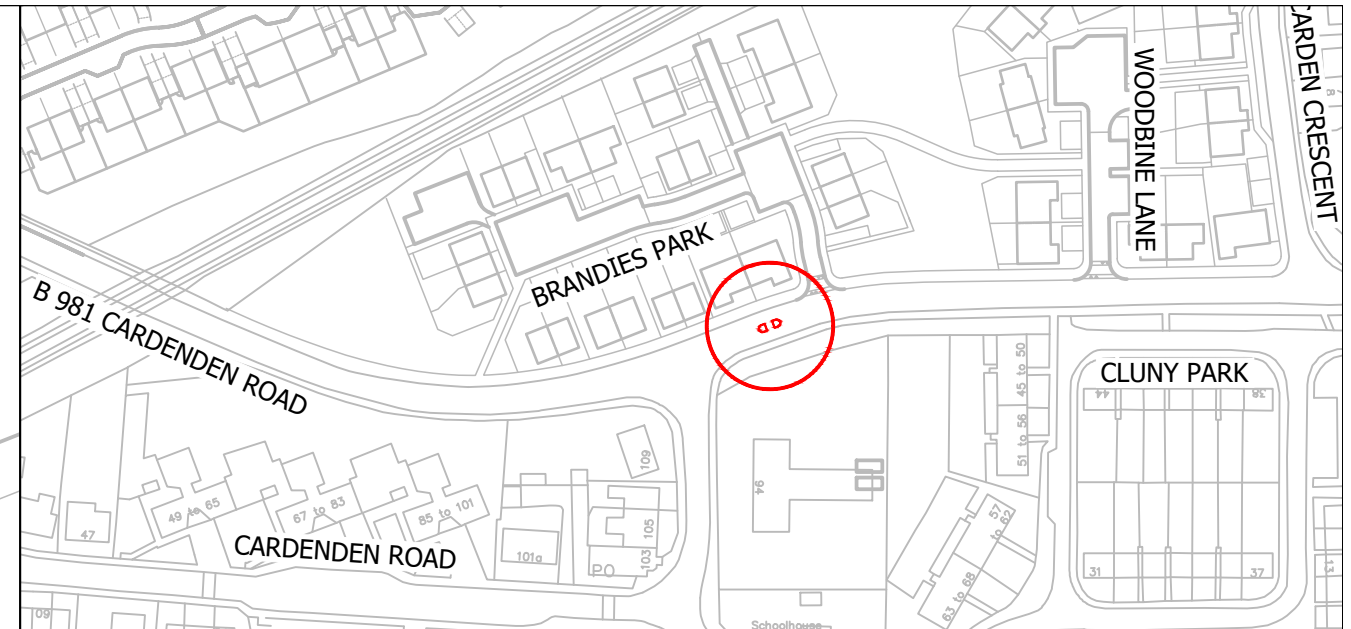 CARDEN CRESCENT
WOODBINE LANE
B
BRANDIES PARK
B 981 CARDENDEN ROAD
CLUNY PARK
45 to 50
51 to 56
44
38
109
94
49 to 65
67 to 83
85 to 101
47
105
103
101a
PO
CARDENDEN ROAD
57 to 62
63 to 68
31
37
13
60
Schoolhouse